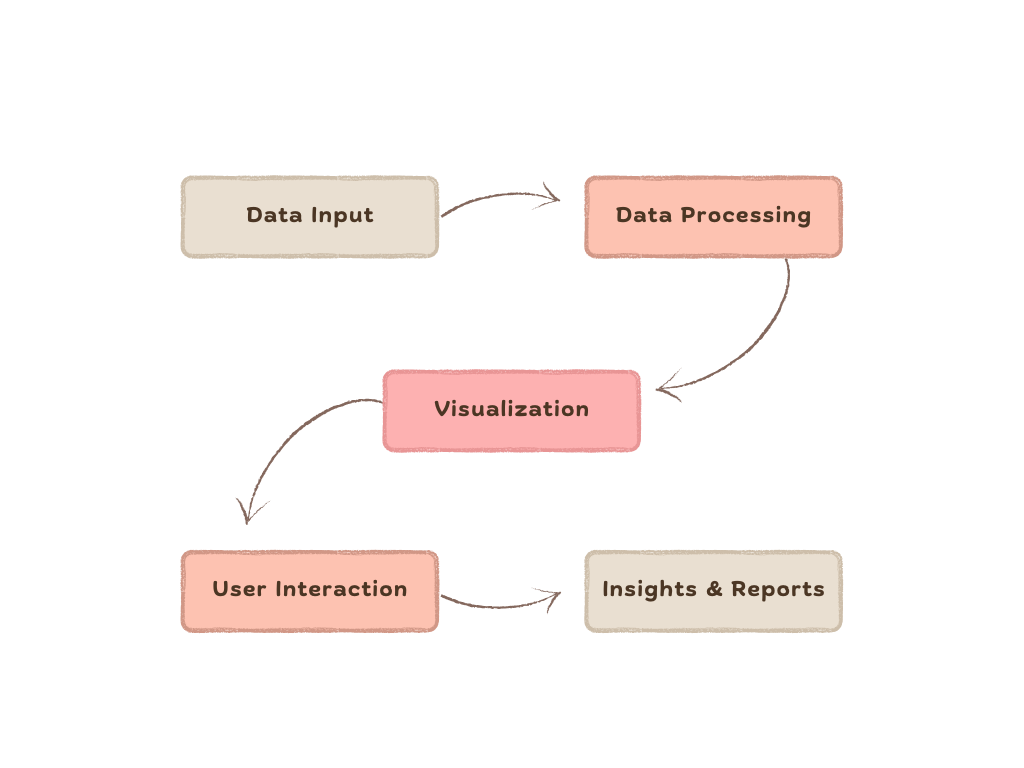 Data Input
Data Processing
Visualization
User Interaction
Insights & Reports